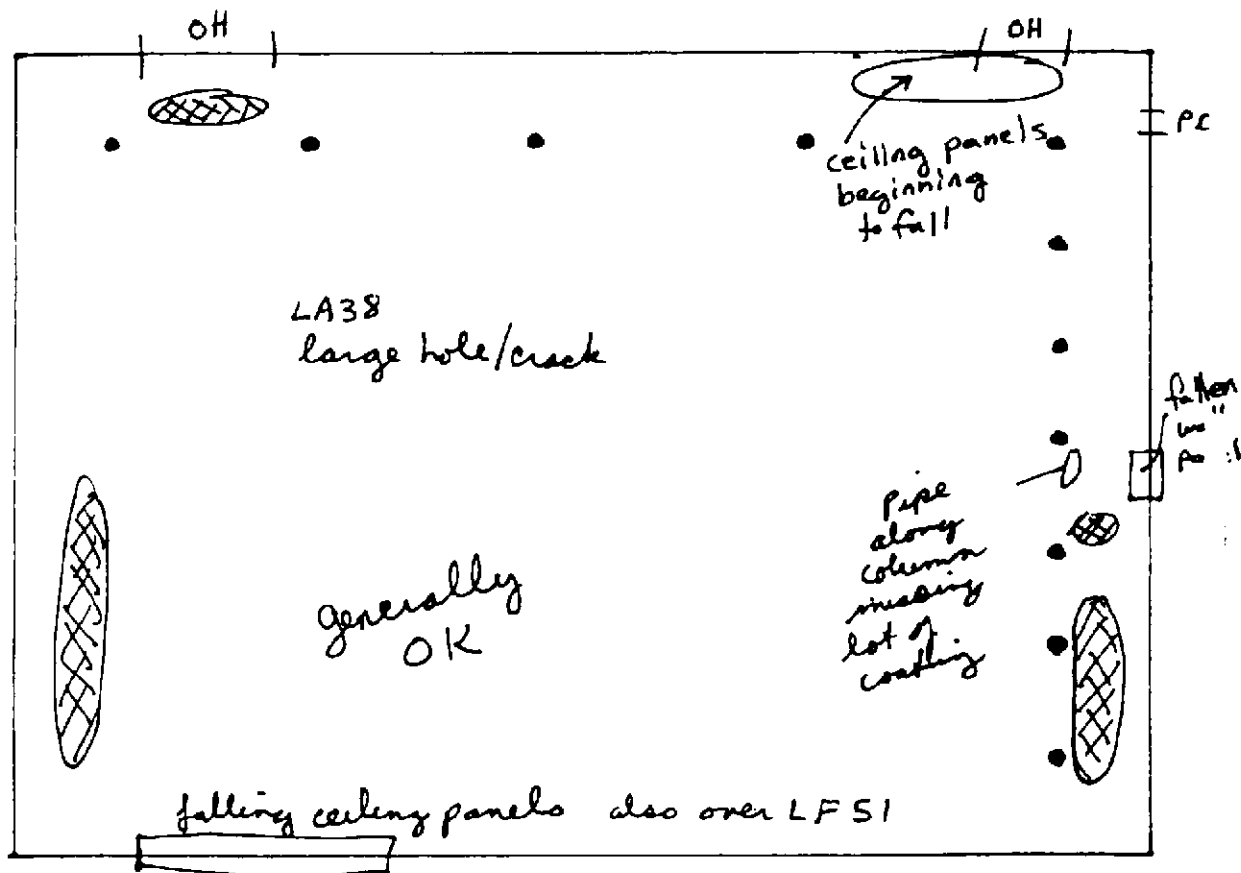 OH
OH
PC
ceiling panels
beginning
to fall
LA38
large hole/crack
fallen
Pipe
along
column
missing
lot of
coating
generally
OK
falling ceiling panels also over LF51